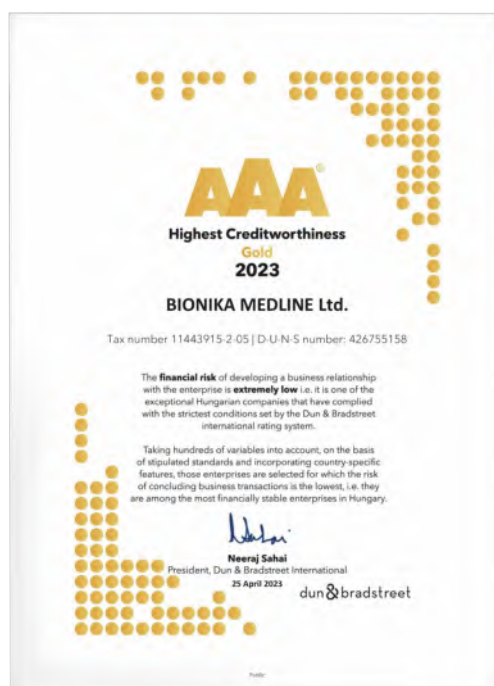 AAA®
Highest Creditworthiness
Gold
2023
BIONIKA MEDLINE Ltd.
Tax number 11443915-2-05 | D-U-N-S number: 426755158
The financial risk of developing a business relationship
with the enterprise is extremely low i.e. it is one of the
exceptional Hungarian companies that have complied
with the strictest conditions set by the Dun & Bradstreet
international rating system.
Taking hundreds of variables into account, on the basis
of stipulated standards and incorporating country-specific
features, those enterprises are selected for which the risk
of concluding business transactions is the lowest, i.e. they
are among the most financially stable enterprises in Hungary.
Neeraj Sahai
President, Dun & Bradstreet International
25 April 2023
dun & bradstreet
Public